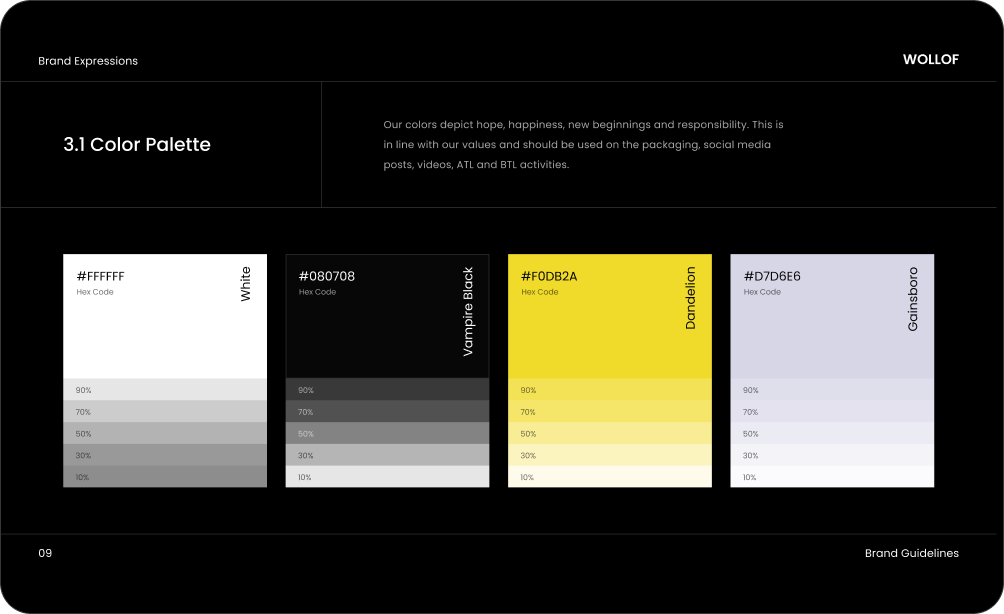 Brand Expressions
WOLLOF
3.1 Color Palette
Our colors depict hope, happiness, new beginnings and responsibility. This is
in line with our values and should be used on the packaging, social media
posts, videos, ATL and BTL activities.
#FFFFFF
Hex Code
White
90%
70%
50%
30%
10%
#080708
Hex Code
Vampire Black
90%
70%
50%
30%
10%
#F0DB2A
Hex Code
Dandelion
90%
70%
50%
30%
10%
#D7D6E6
Hex Code
Gainsboro
90%
70%
50%
30%
10%
09
Brand Guidelines